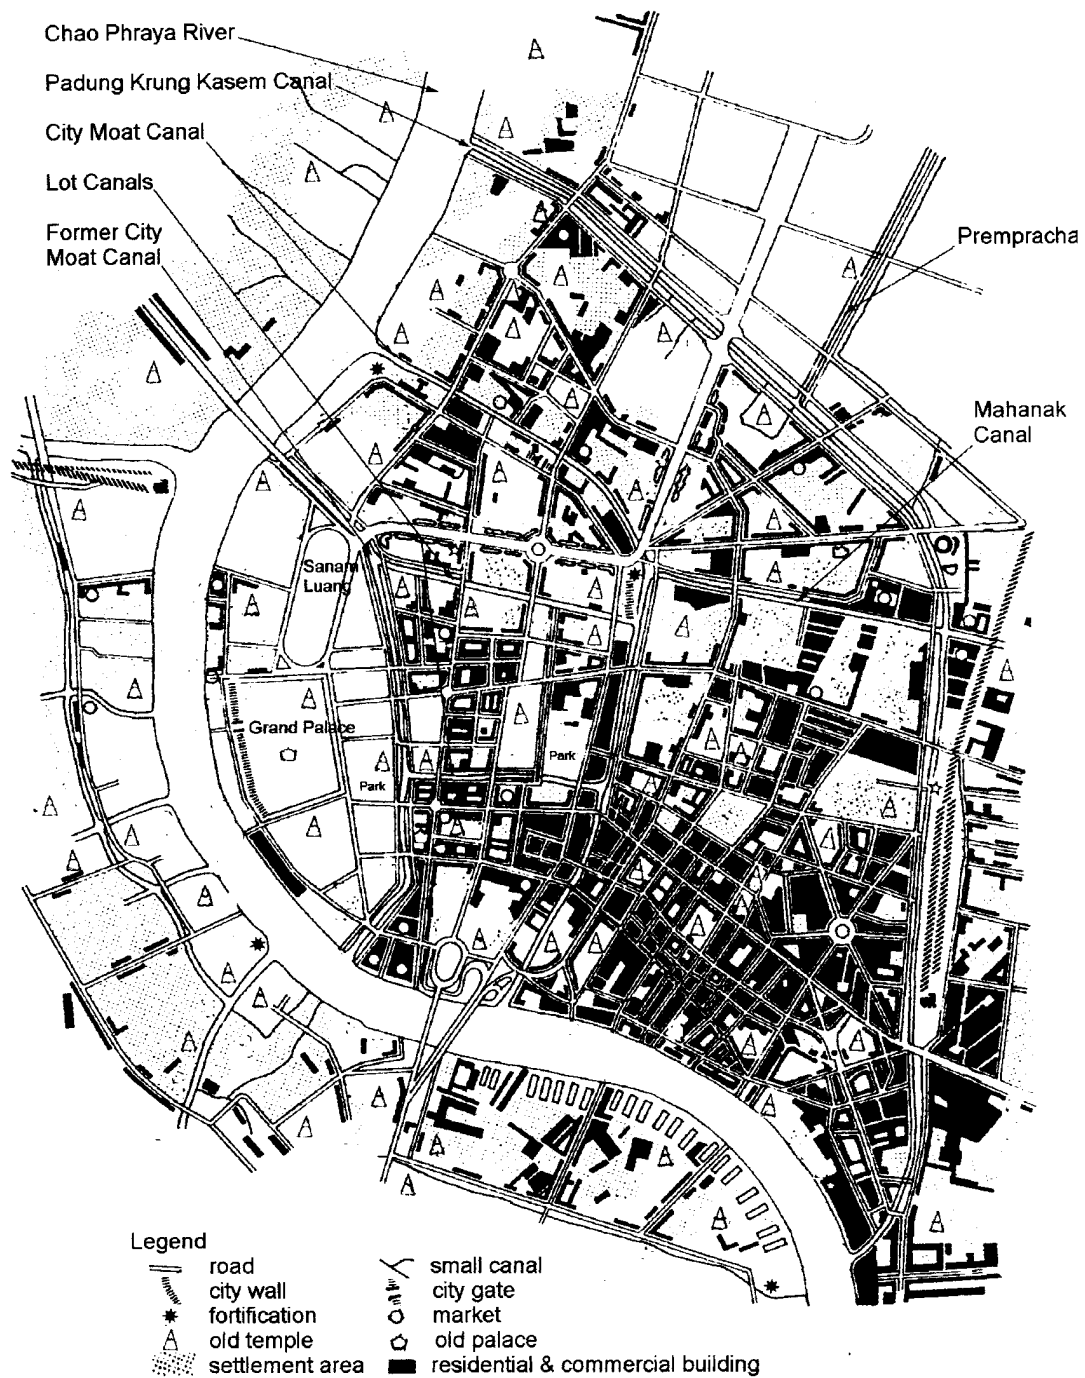 Chao Phraya River
Padung Krung Kasem Canal
City Moat Canal
Lot Canals
Former City
Moat Canal
Prempracha
Mahanak
Canal
Sanam
Luang
Grand Palace
Park
Park
Legend
road
city wall
fortification
old temple
settlement area
small canal
city gate
market
old palace
residential & commercial building